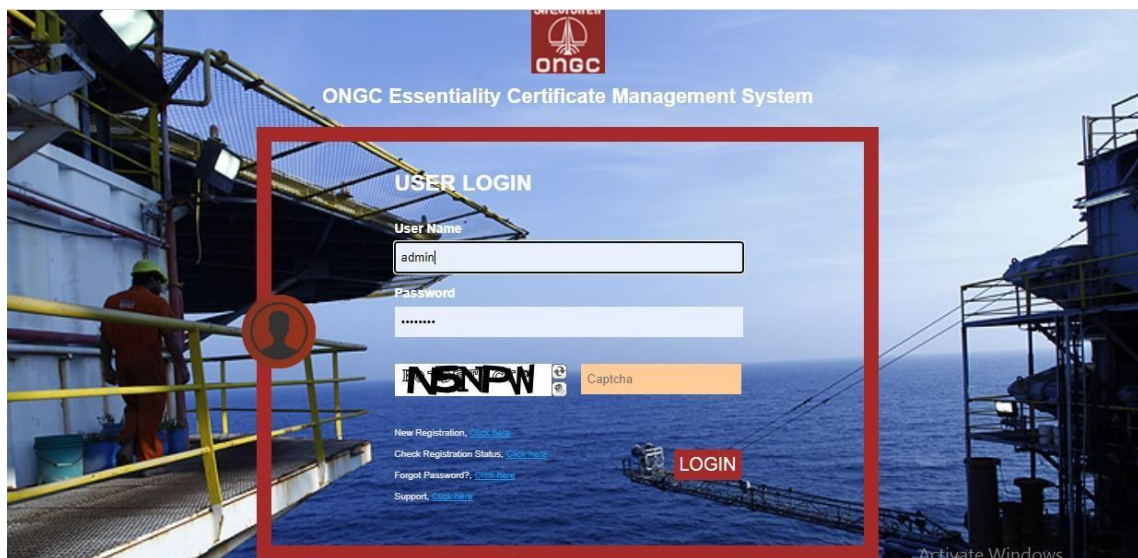 ONGC
ONGC Essentiality Certificate Management System
USER LOGIN
User Name
admin
Password
Captcha
New Registration, Click here
Check Registration Status, Click here
Forgot Password?, Click here
LOGIN
Support, Click here
Activate Windows